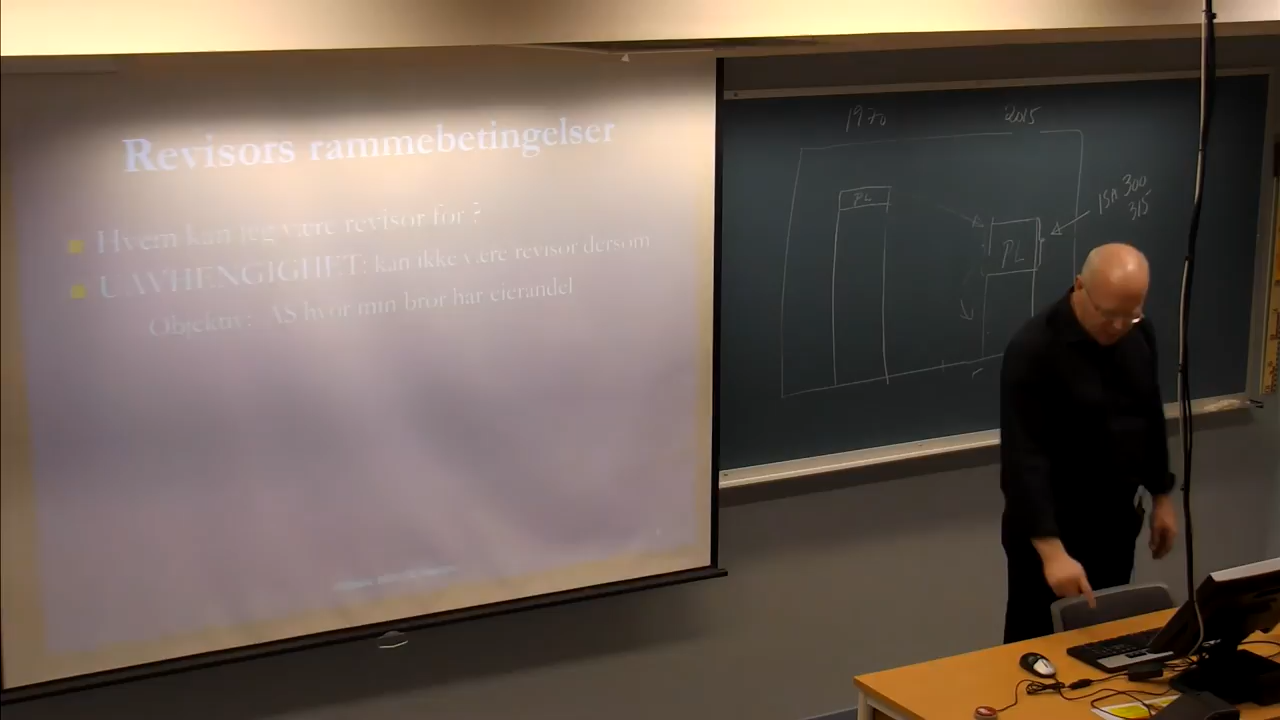 Revisors rammebetingelser
Hvem kan jeg være revisor for ?
UAVHENGIGHET: kan ikke være revisor dersom
Objektiv: AS hvor min bror har eierandel
1970
2015
PL
PL
ISA 300
315